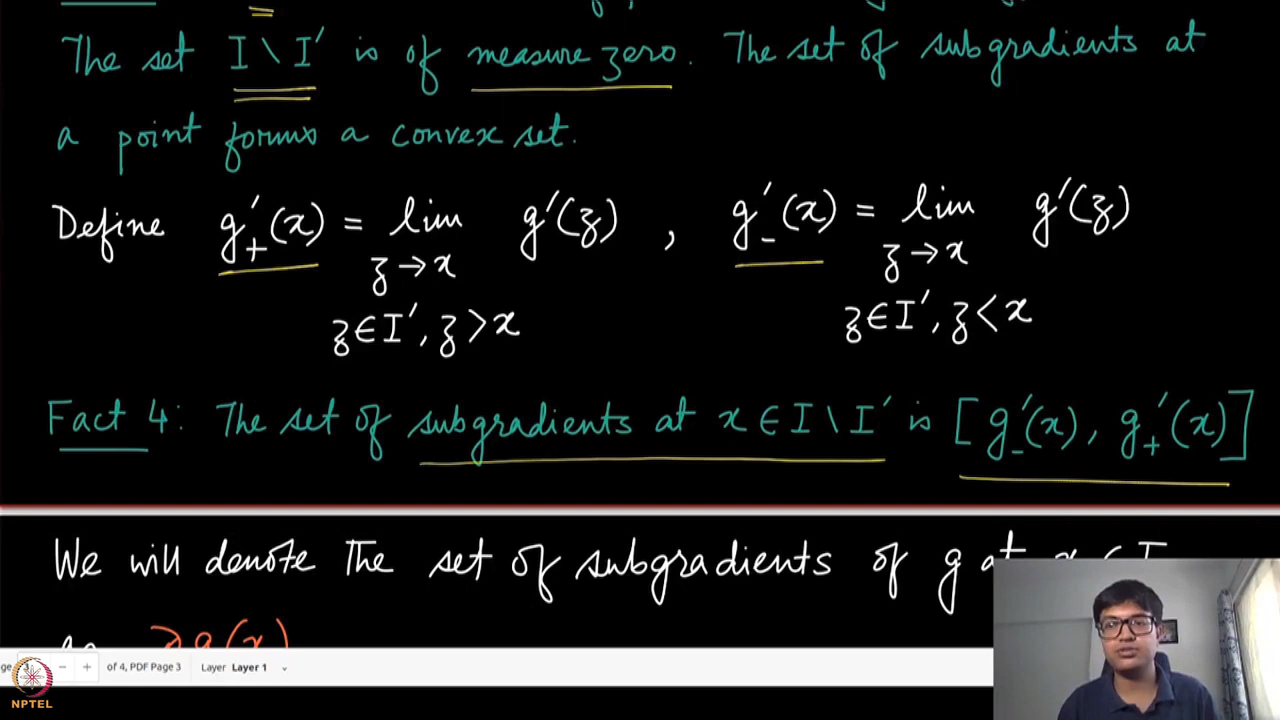 The set I \ I' is of measure zero. The set of subgradients at
a point forms a convex set.
Define g₊'(x) = lim g'(z) , g₋'(x) = lim g'(z)
z → x z → x
z ∈ I', z > x z ∈ I', z < x
Fact 4: The set of subgradients at x ∈ I \ I' is [g₋'(x), g₊'(x)]
We will denote the set of subgradients of g at x ∈ I
as ∂g(x)
of 4, PDF Page 3 Layer Layer 1
NPTEL